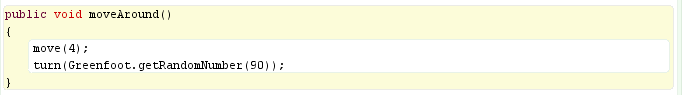 public void moveAround()
{
move(4);
turn(Greenfoot.getRandomNumber(90));
}